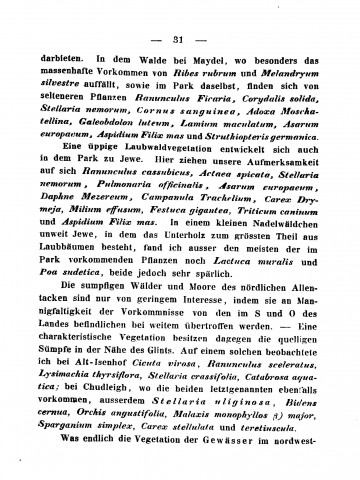 — 31 —
darbieten. In dem Walde bei Maydel, wo besonders das
massenhafte Vorkommen von Ribes rubrum und Melandryum
silvestre auffällt, sowie im Park daselbst, finden sich von
selteneren Pflanzen Ranunculus Ficaria, Corydalis solida,
Stellaria nemorum, Cornus sanguinea, Adoxa Moscha-
tellina, Galeobdolon luteum, Lamium maculatum, Asarum
europaeum, Aspidium Filix mas und Struthiopteris germanica.
Eine üppige Laubwaldvegetation entwickelt sich auch
in dem Park zu Jewe. Hier ziehen unsere Aufmerksamkeit
auf sich Ranunculus cassubicus, Actaea spicata, Stellaria
nemorum, Pulmonaria officinalis, Asarum europaeum,
Daphne Mezereum, Campanula Trachelium, Carex Dry-
meja, Milium effusum, Festuca gigantea, Triticum caninum
und Aspidium Filix mas. In einem kleinen Nadelwäldchen
unweit Jewe, in dem das Unterholz zum grössten Theil aus
Laubbäumen besteht, fand ich ausser den meisten der im
Park vorkommenden Pflanzen noch Lactuca muralis und
Poa sudetica, beide jedoch sehr spärlich.
Die sumpfigen Wälder und Moore des nördlichen Allen-
tacken sind nur von geringem Interesse, indem sie an Man-
nigfaltigkeit der Vorkommnisse von den im S und O des
Landes befindlichen bei weitem übertroffen werden. — Eine
charakteristische Vegetation besitzen dagegen die quelligen
Sümpfe in der Nähe des Glints. Auf einem solchen beobachtete
ich bei Alt-Isenhof Cicuta virosa, Ranunculus sceleratus,
Lysimachia thyrsiflora, Stellaria crassifolia, Catabrosa aqua-
tica; bei Chudleigh, wo die beiden letztgenannten ebenfalls
vorkommen, ausserdem Stellaria uliginosa, Bidens
cernua, Orchis angustifolia, Malaxis monophyllos β) major,
Sparganium simplex, Carex stellulata und teretiuscula.
Was endlich die Vegetation der Gewässer im nordwest-